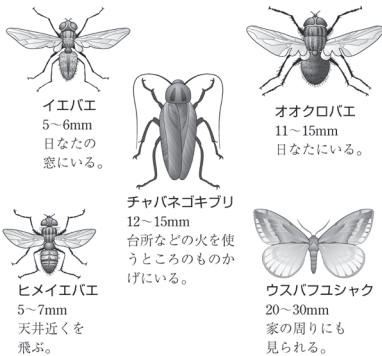 イエバエ
5〜6mm
日なたの
窓にいる。
オオクロバエ
11〜15mm
日なたにいる。
チャバネゴキブリ
12〜15mm
台所などの火を使
うところのものか
げにいる。
ヒメイエバエ
5〜7mm
天井近くを
飛ぶ。
ウスバフユシャク
20〜30mm
家の周りにも
見られる。